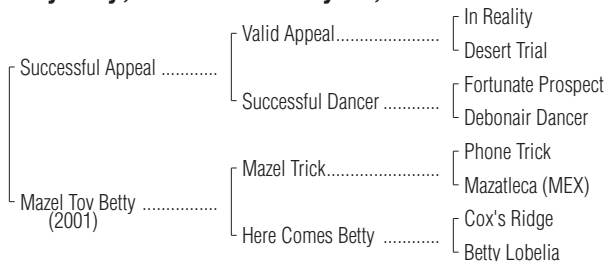 Successful Appeal ............
Mazel Tov Betty ................
(2001)
Valid Appeal......................
Successful Dancer ............
Mazel Trick.......................
Here Comes Betty ............
In Reality
Desert Trial
Fortunate Prospect
Debonair Dancer
Phone Trick
Mazatleca (MEX)
Cox's Ridge
Betty Lobelia